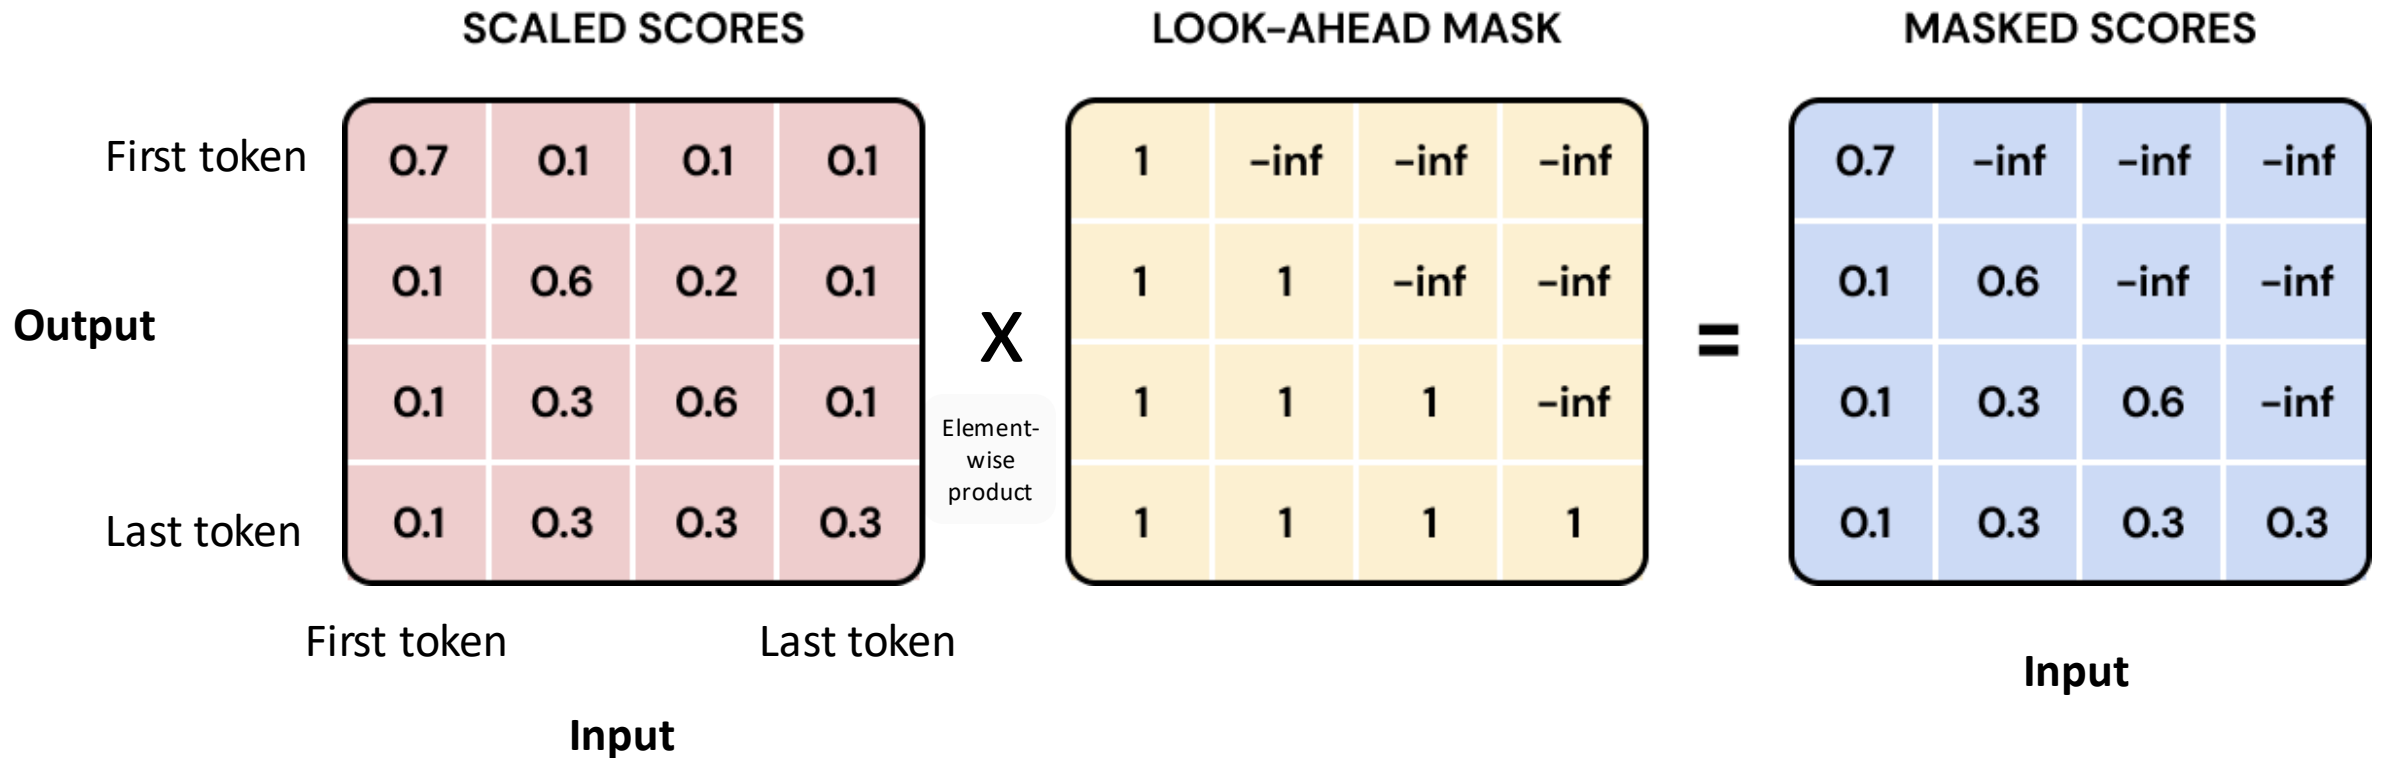 SCALED SCORES LOOK-AHEAD MASK MASKED SCORES
First token 0.7 0.1 0.1 0.1 1 -inf -inf -inf 0.7 -inf -inf -inf
0.1 0.6 0.2 0.1 1 1 -inf -inf 0.1 0.6 -inf -inf
Output X =
0.1 0.3 0.6 0.1 1 1 1 -inf 0.1 0.3 0.6 -inf
Element-
wise
product
Last token 0.1 0.3 0.3 0.3 1 1 1 1 0.1 0.3 0.3 0.3
First token Last token
Input
Input